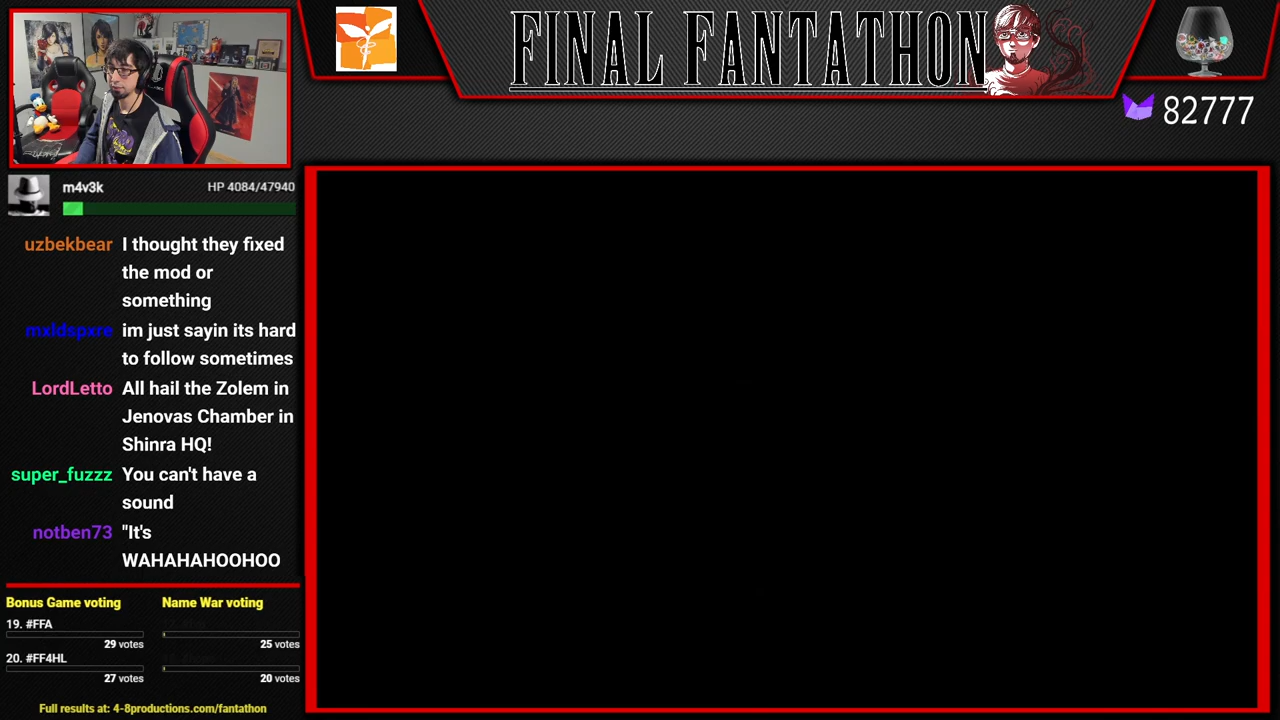 FINAL FANTATHON
82777
m4v3k
HP 4084/47940
uzbekbear I thought they fixed
the mod or
something
mxldspxre im just sayin its hard
to follow sometimes
LordLetto All hail the Zolem in
Jenovas Chamber in
Shinra HQ!
super_fuzzz You can't have a
sound
notben73 "It's
WAHAHAHOOHOO
Bonus Game voting
Name War voting
19. #FFA
29 votes
25 votes
20. #FF4HL
27 votes
20 votes
Full results at: 4-8productions.com/fantathon